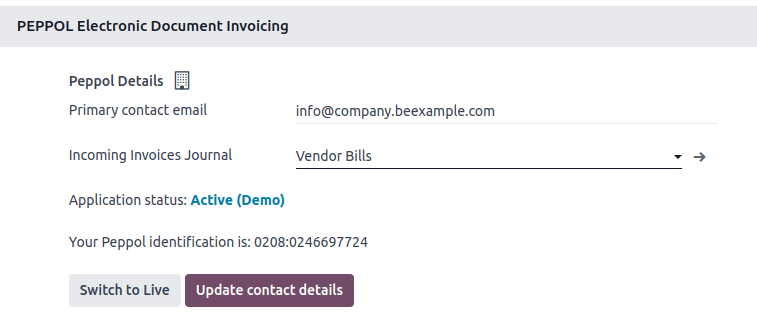 PEPPOL Electronic Document Invoicing
Peppol Details
Primary contact email info@company.beexample.com
Incoming Invoices Journal Vendor Bills
Application status: Active (Demo)
Your Peppol identification is: 0208:0246697724
Switch to Live Update contact details